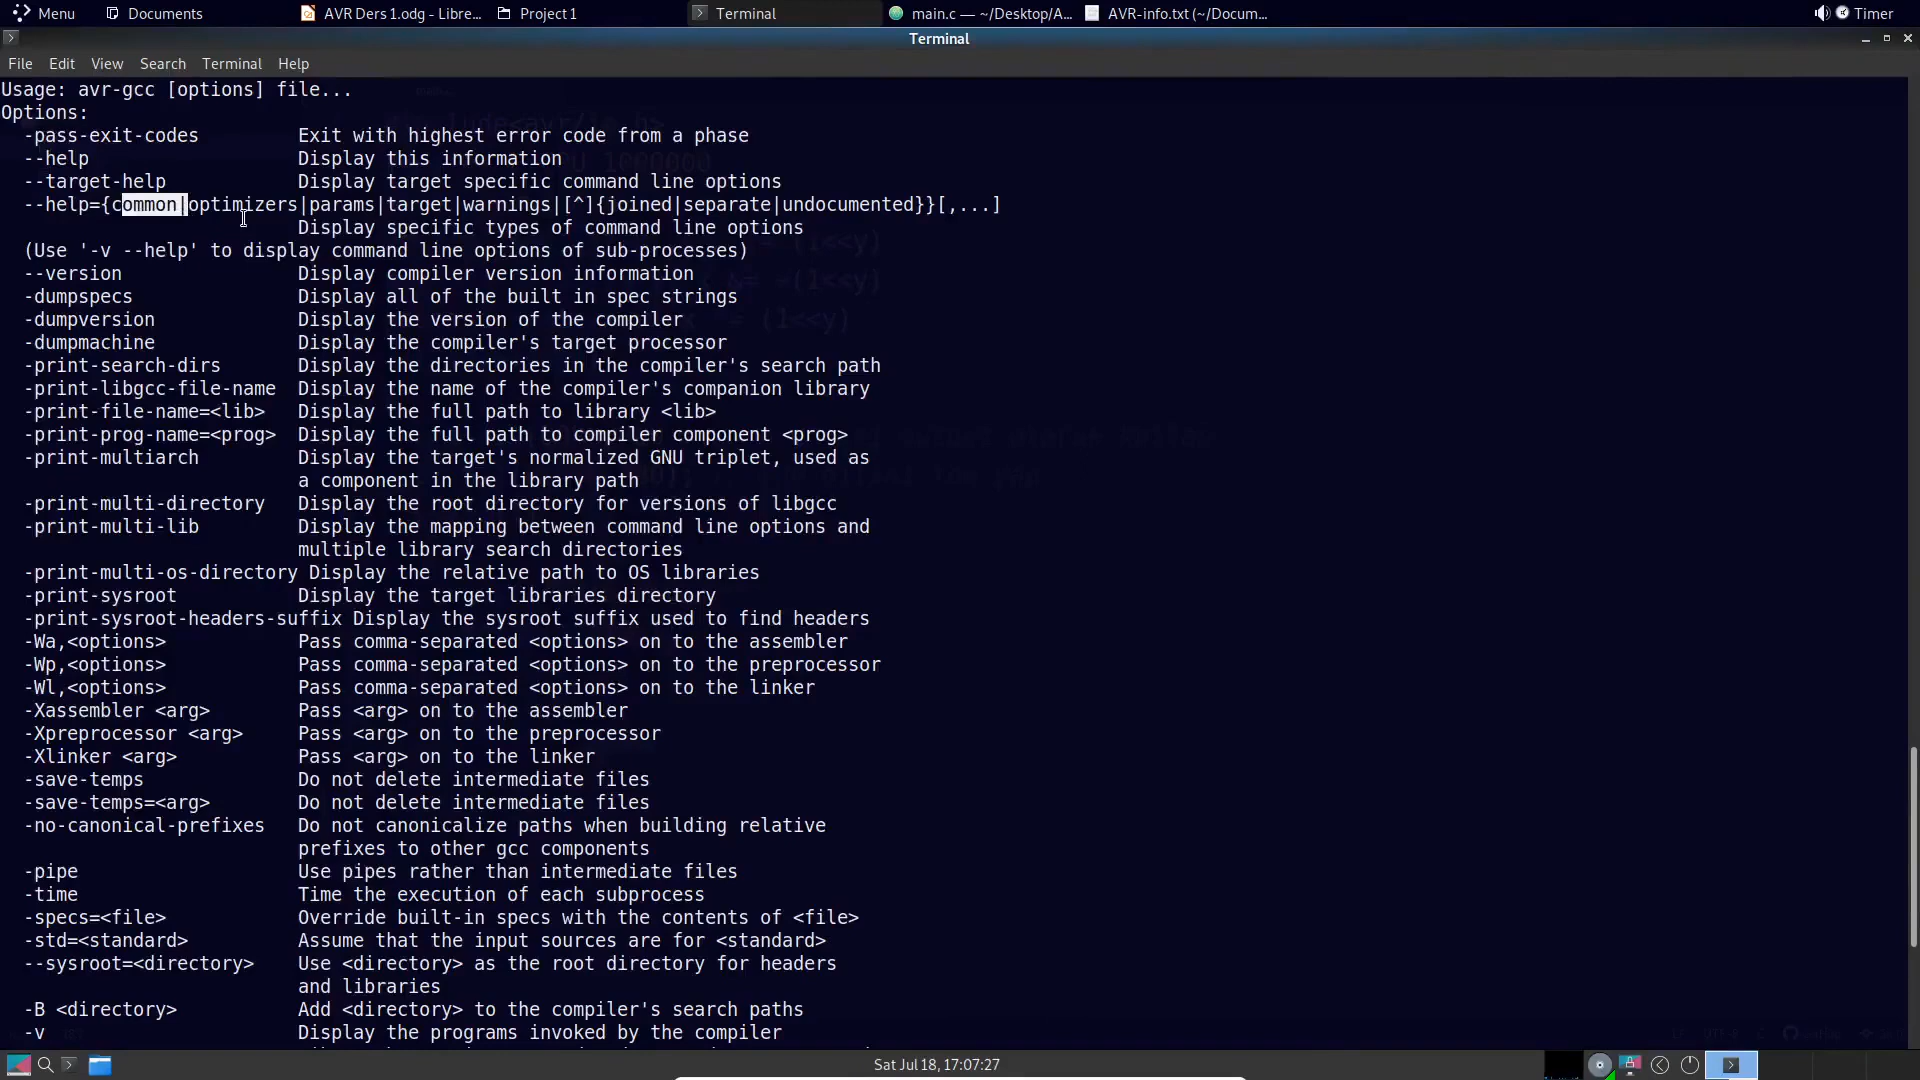 Menu
Documents
AVR Ders 1.odg - Libre...
Project 1
Terminal
main.c — ~/Desktop/A...
AVR-info.txt (~/Docum...
Timer
Terminal
File Edit View Search Terminal Help
Usage: avr-gcc [options] file...
Options:
-pass-exit-codes Exit with highest error code from a phase
--help Display this information
--target-help Display target specific command line options
--help={common|optimizers|params|target|warnings|[^]{joined|separate|undocumented}}[,...]
Display specific types of command line options
(Use '-v --help' to display command line options of sub-processes)
--version Display compiler version information
-dumpspecs Display all of the built in spec strings
-dumpversion Display the version of the compiler
-dumpmachine Display the compiler's target processor
-print-search-dirs Display the directories in the compiler's search path
-print-libgcc-file-name Display the name of the compiler's companion library
-print-file-name=<lib> Display the full path to library <lib>
-print-prog-name=<prog> Display the full path to compiler component <prog>
-print-multiarch Display the target's normalized GNU triplet, used as
a component in the library path
-print-multi-directory Display the root directory for versions of libgcc
-print-multi-lib Display the mapping between command line options and
multiple library search directories
-print-multi-os-directory Display the relative path to OS libraries
-print-sysroot Display the target libraries directory
-print-sysroot-headers-suffix Display the sysroot suffix used to find headers
-Wa,<options> Pass comma-separated <options> on to the assembler
-Wp,<options> Pass comma-separated <options> on to the preprocessor
-Wl,<options> Pass comma-separated <options> on to the linker
-Xassembler <arg> Pass <arg> on to the assembler
-Xpreprocessor <arg> Pass <arg> on to the preprocessor
-Xlinker <arg> Pass <arg> on to the linker
-save-temps Do not delete intermediate files
-save-temps=<arg> Do not delete intermediate files
-no-canonical-prefixes Do not canonicalize paths when building relative
prefixes to other gcc components
-pipe Use pipes rather than intermediate files
-time Time the execution of each subprocess
-specs=<file> Override built-in specs with the contents of <file>
-std=<standard> Assume that the input sources are for <standard>
--sysroot=<directory> Use <directory> as the root directory for headers
and libraries
-B <directory> Add <directory> to the compiler's search paths
-v Display the programs invoked by the compiler
Sat Jul 18, 17:07:27